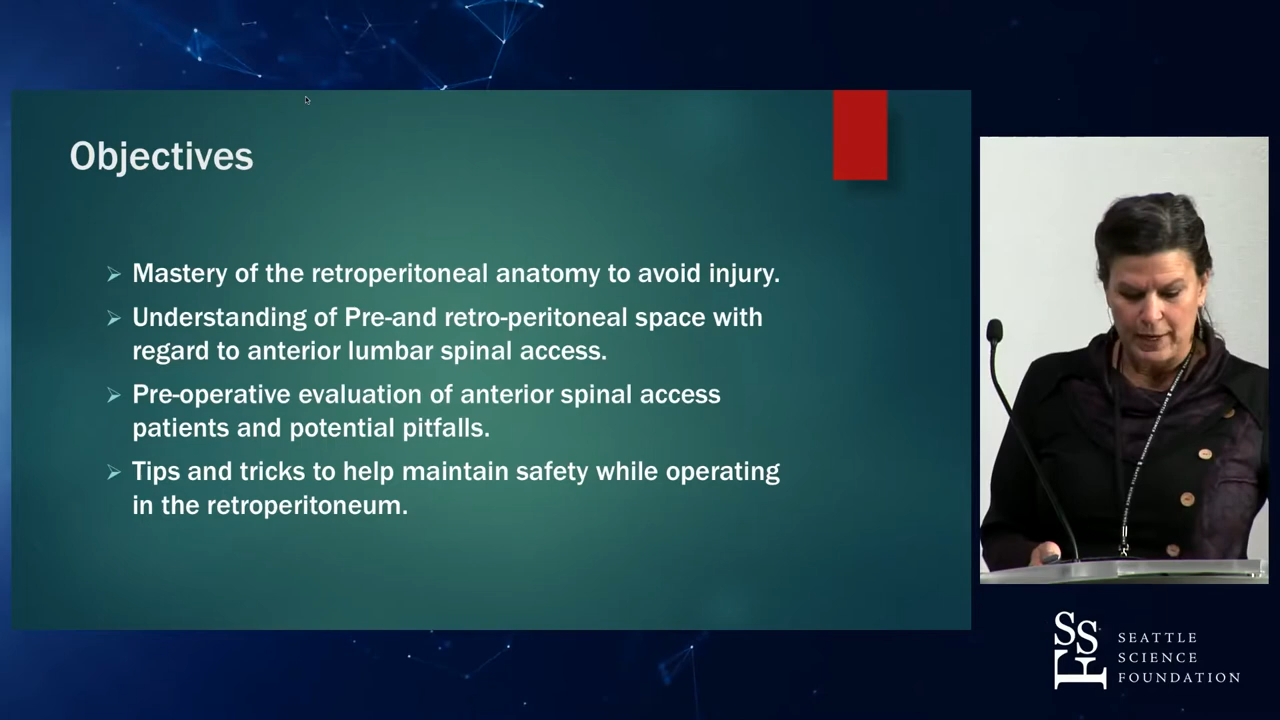 Objectives
Mastery of the retroperitoneal anatomy to avoid injury.
Understanding of Pre-and retro-peritoneal space with
regard to anterior lumbar spinal access.
Pre-operative evaluation of anterior spinal access
patients and potential pitfalls.
Tips and tricks to help maintain safety while operating
in the retroperitoneum.
SSF
SEATTLE
SCIENCE
FOUNDATION